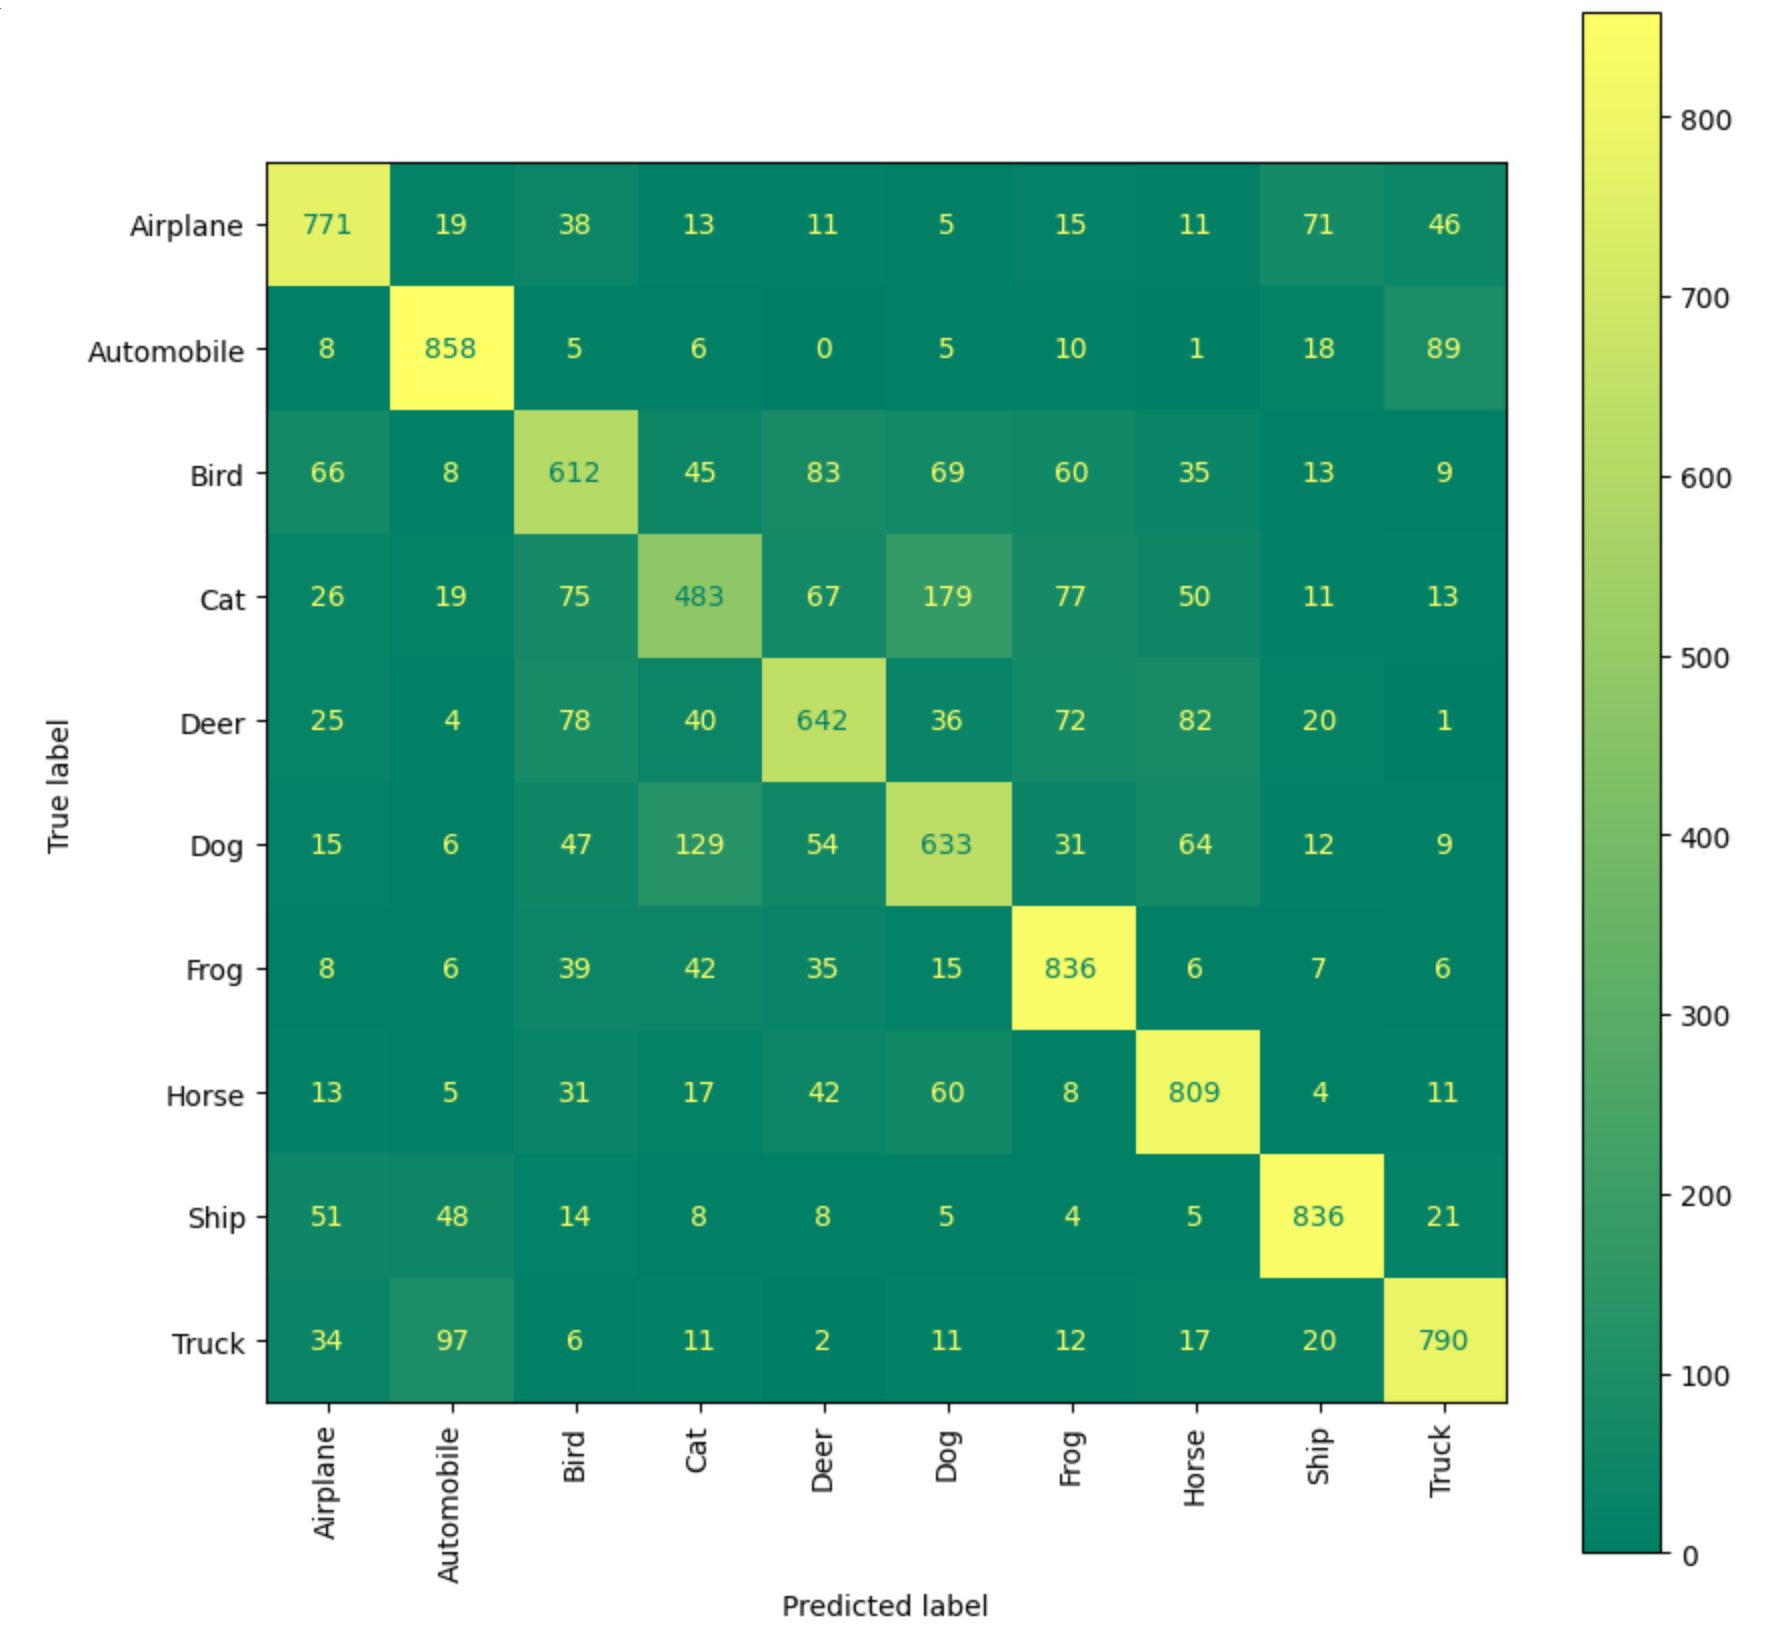 Airplane 771 19 38 13 11 5 15 11 71 46
Automobile 8 858 5 6 0 5 10 1 18 89
Bird 66 8 612 45 83 69 60 35 13 9
Cat 26 19 75 483 67 179 77 50 11 13
Deer 25 4 78 40 642 36 72 82 20 1
Dog 15 6 47 129 54 633 31 64 12 9
Frog 8 6 39 42 35 15 836 6 7 6
Horse 13 5 31 17 42 60 8 809 4 11
Ship 51 48 14 8 8 5 4 5 836 21
Truck 34 97 6 11 2 11 12 17 20 790
True label
Airplane Automobile Bird Cat Deer Dog Frog Horse Ship Truck
Predicted label
800
700
600
500
400
300
200
100
0